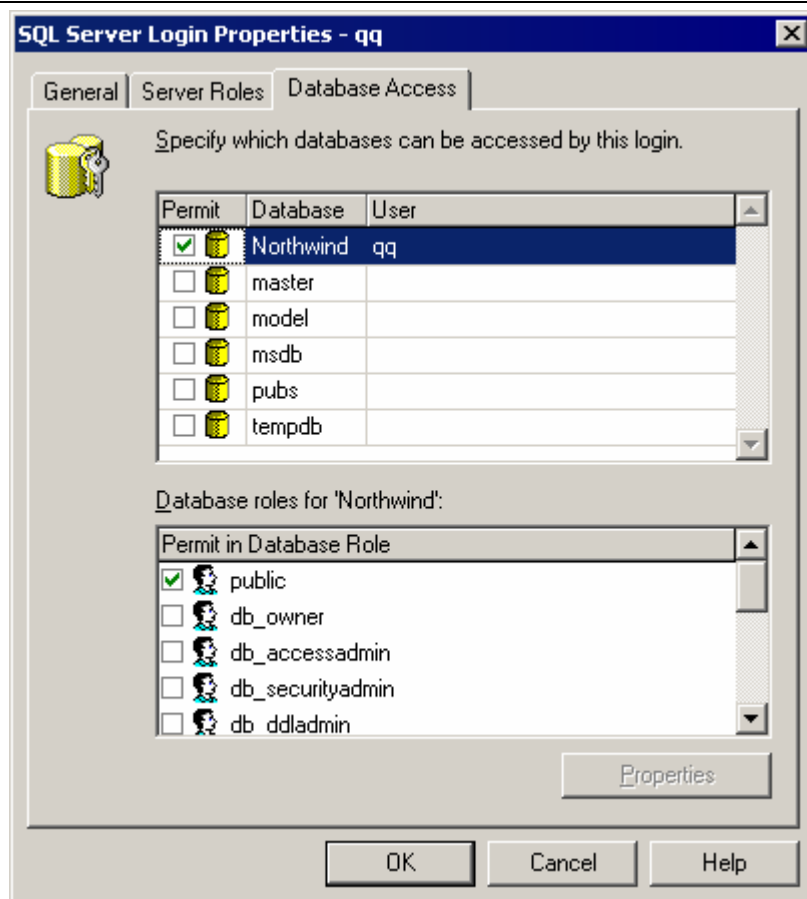 SQL Server Login Properties - qq
General Server Roles Database Access
Specify which databases can be accessed by this login.
Permit Database User
Northwind qq
master
model
msdb
pubs
tempdb
Database roles for 'Northwind':
Permit in Database Role
public
db_owner
db_accessadmin
db_securityadmin
db_ddladmin
Properties
OK Cancel Help